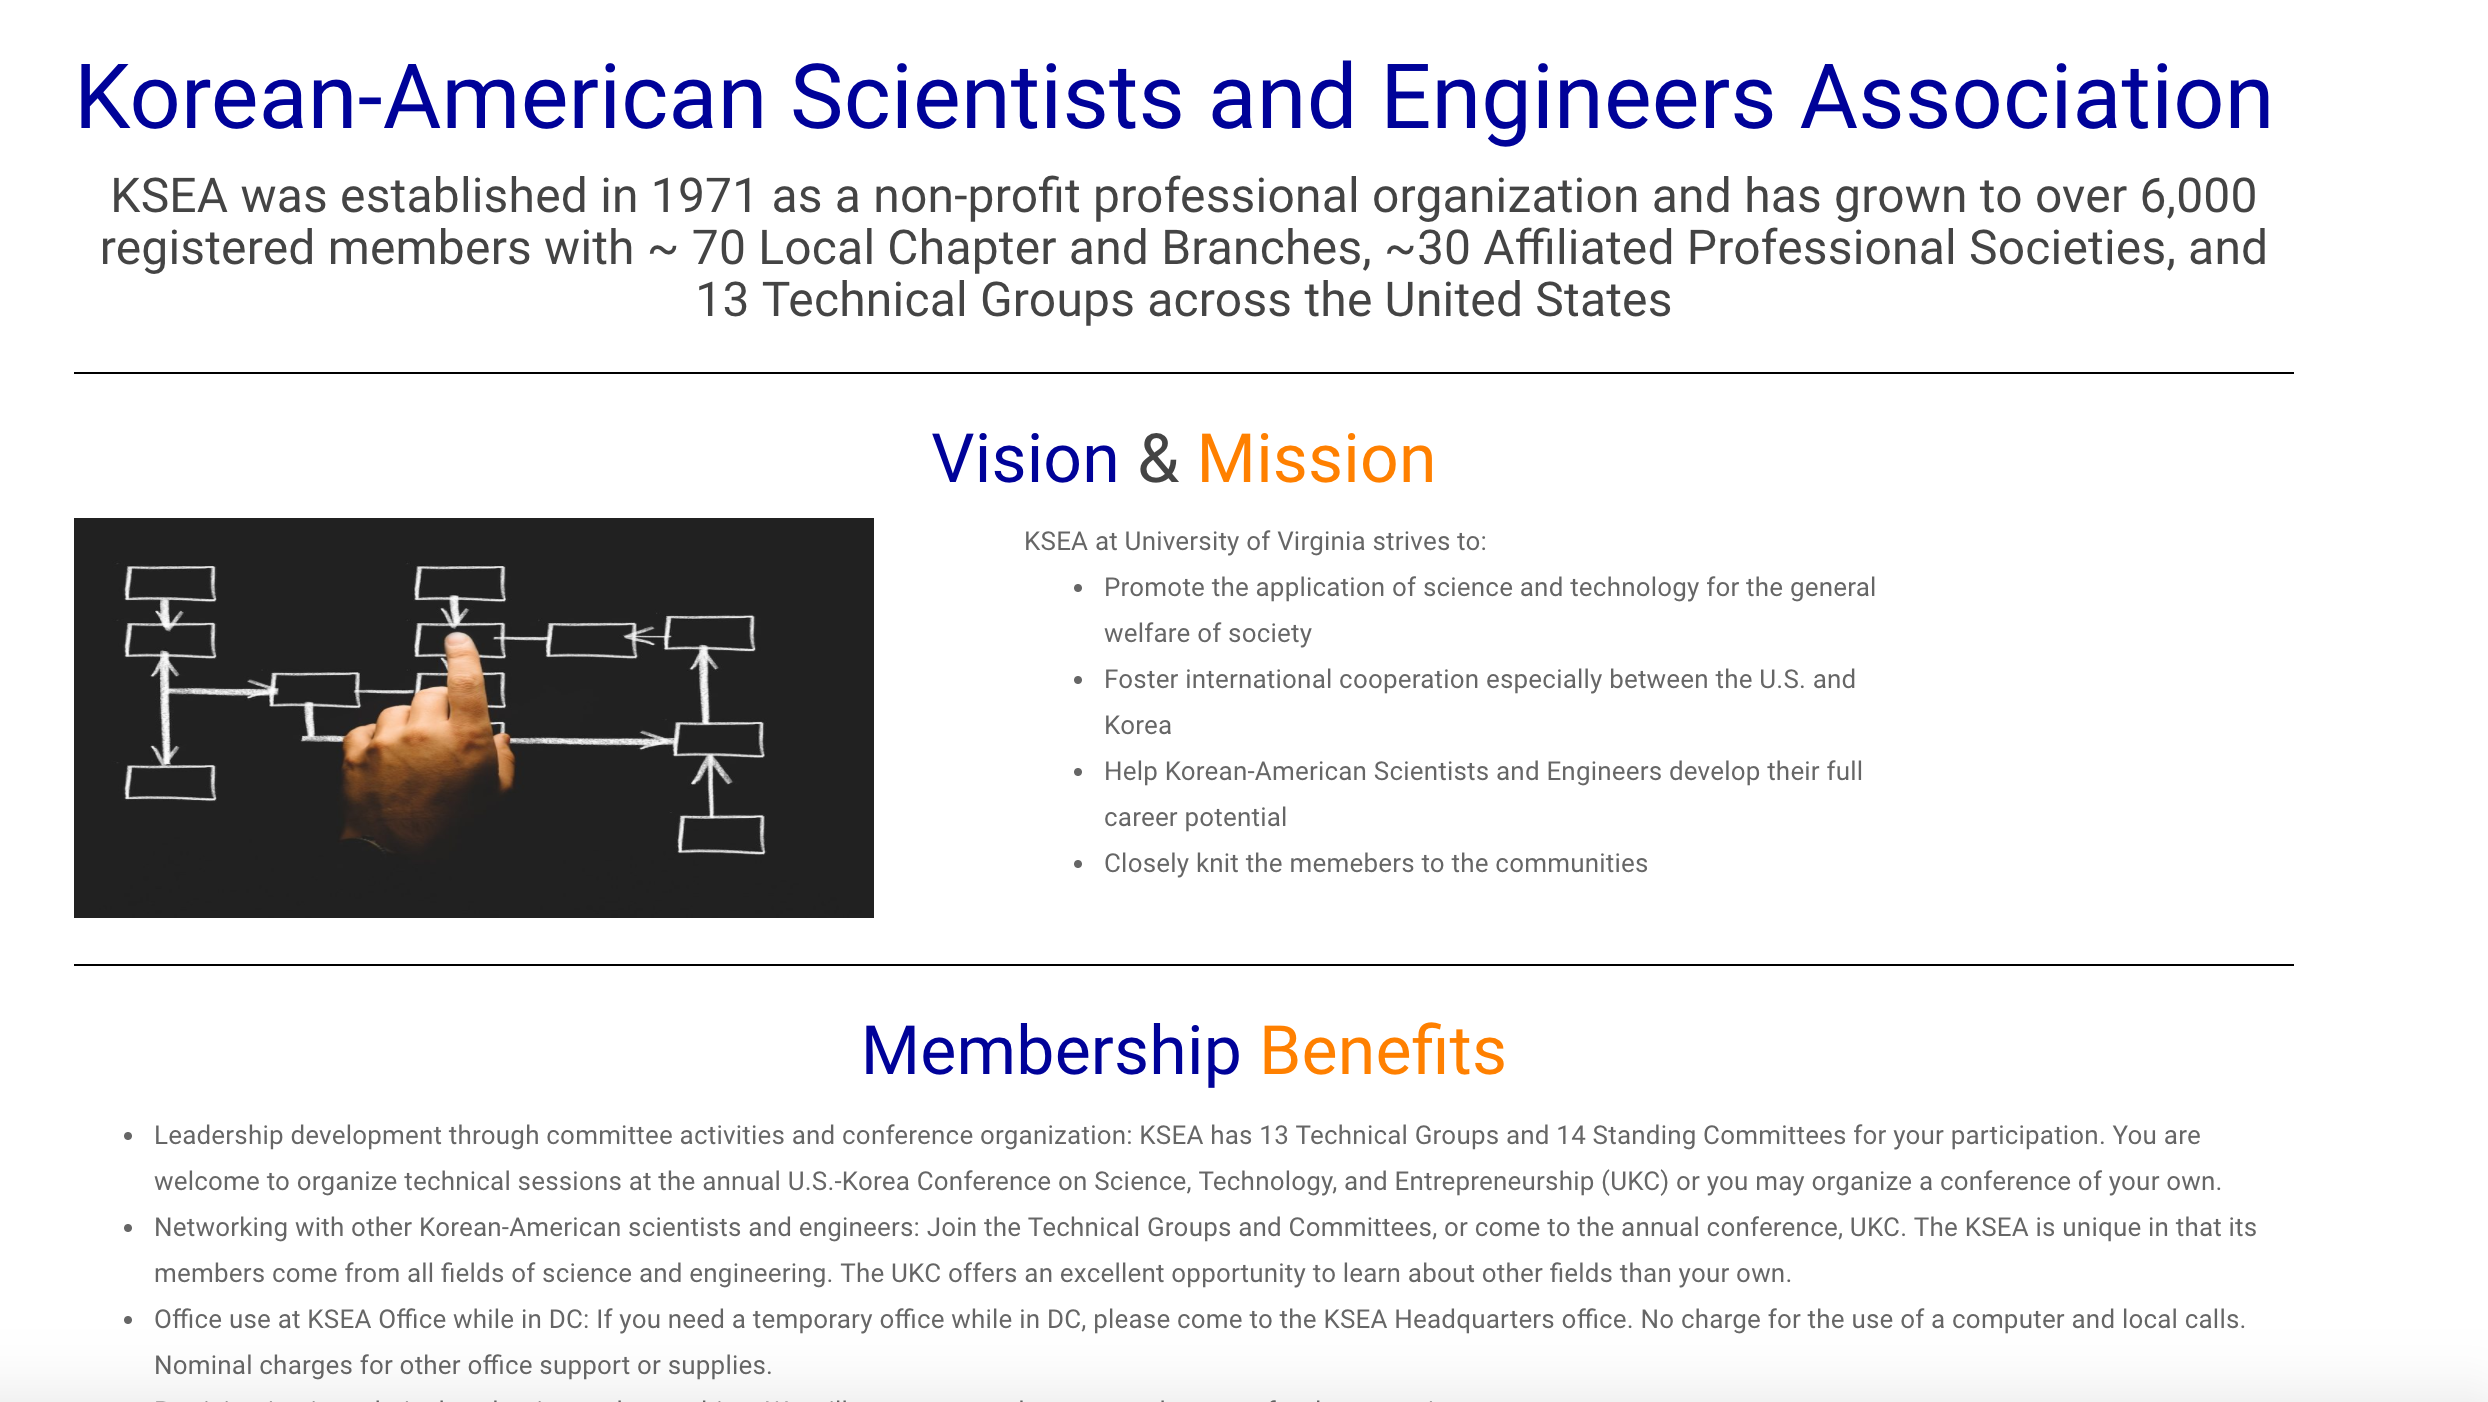 Korean-American Scientists and Engineers Association
KSEA was established in 1971 as a non-profit professional organization and has grown to over 6,000
registered members with ~ 70 Local Chapter and Branches, ~30 Affiliated Professional Societies, and
13 Technical Groups across the United States
Vision & Mission
KSEA at University of Virginia strives to:
• Promote the application of science and technology for the general
welfare of society
• Foster international cooperation especially between the U.S. and
Korea
• Help Korean-American Scientists and Engineers develop their full
career potential
• Closely knit the memebers to the communities
Membership Benefits
• Leadership development through committee activities and conference organization: KSEA has 13 Technical Groups and 14 Standing Committees for your participation. You are
welcome to organize technical sessions at the annual U.S.-Korea Conference on Science, Technology, and Entrepreneurship (UKC) or you may organize a conference of your own.
• Networking with other Korean-American scientists and engineers: Join the Technical Groups and Committees, or come to the annual conference, UKC. The KSEA is unique in that its
members come from all fields of science and engineering. The UKC offers an excellent opportunity to learn about other fields than your own.
• Office use at KSEA Office while in DC: If you need a temporary office while in DC, please come to the KSEA Headquarters office. No charge for the use of a computer and local calls.
Nominal charges for other office support or supplies.